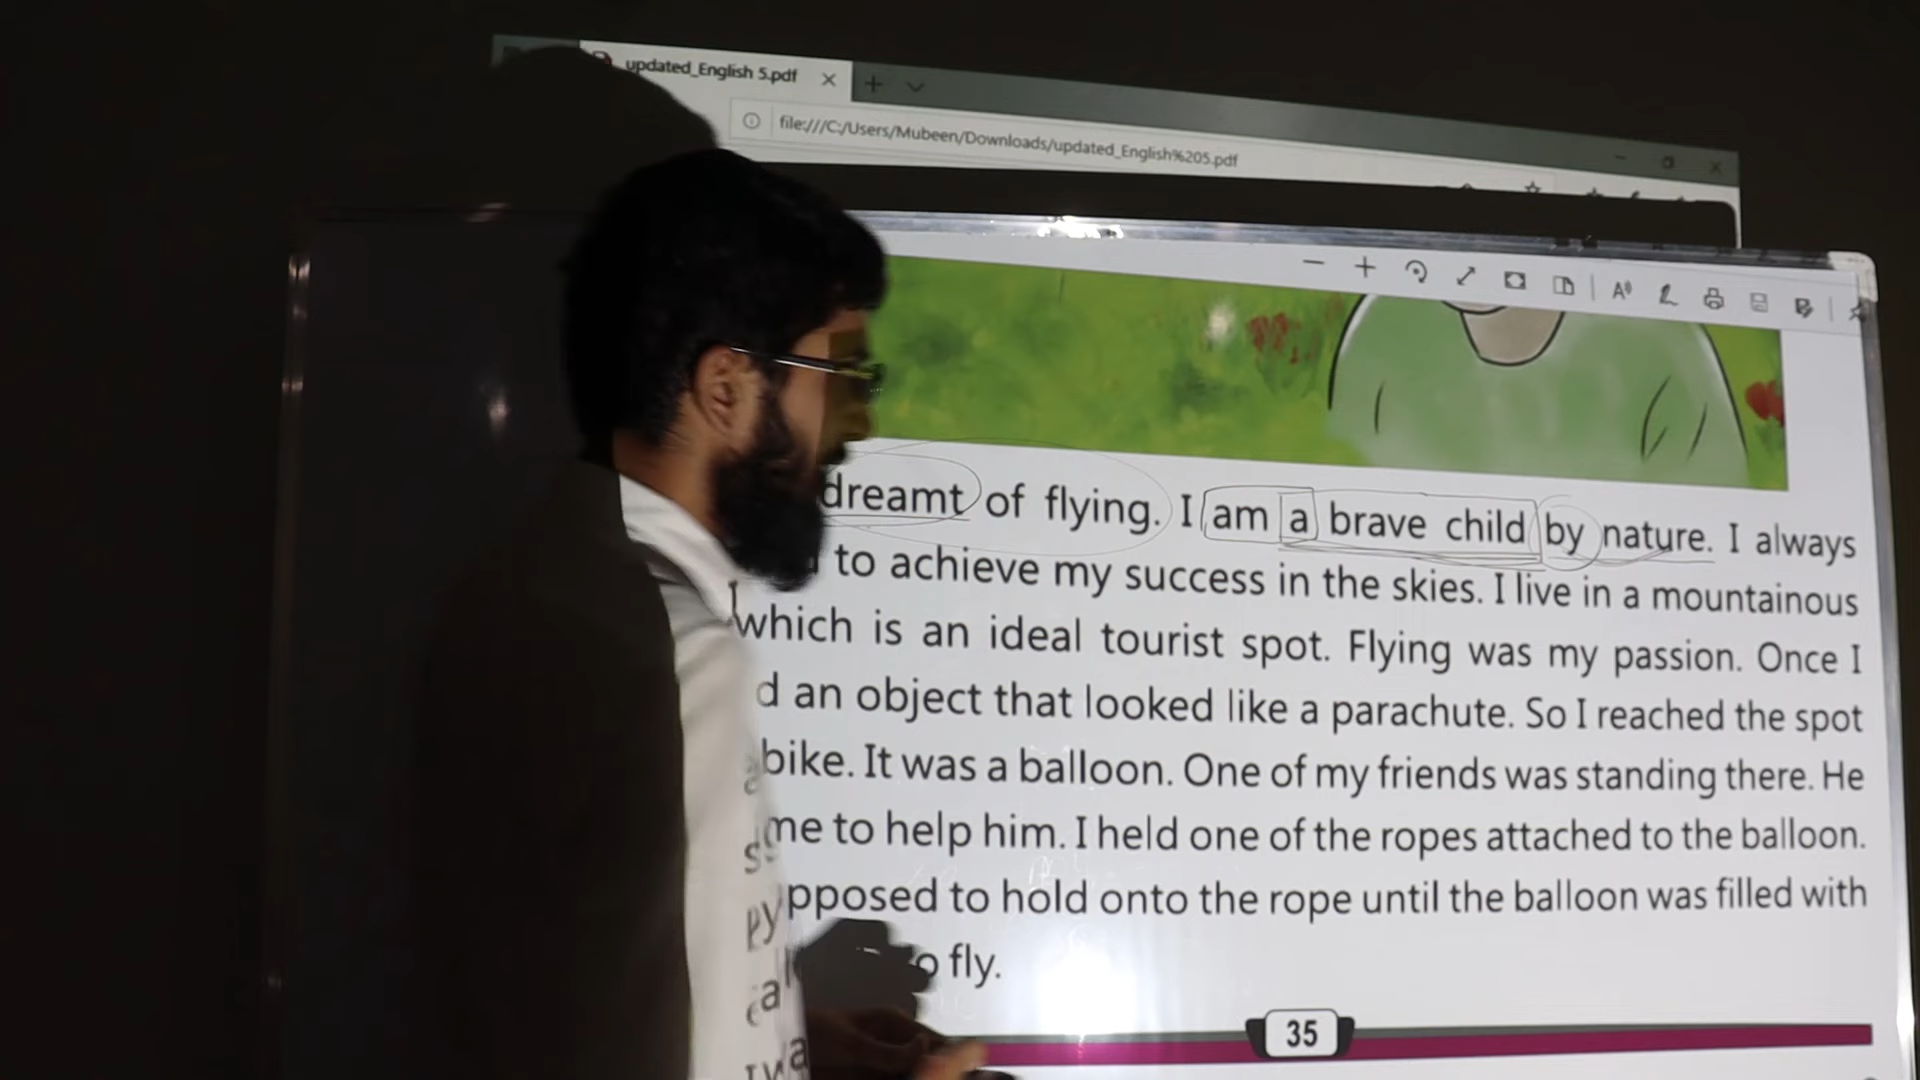 updated_English 5.pdf
file:///C:/Users/Mubeen/Downloads/updated_English%205.pdf
dreamt of flying. I am a brave child by nature. I always
to achieve my success in the skies. I live in a mountainous
which is an ideal tourist spot. Flying was my passion. Once I
d an object that looked like a parachute. So I reached the spot
bike. It was a balloon. One of my friends was standing there. He
me to help him. I held one of the ropes attached to the balloon.
pposed to hold onto the rope until the balloon was filled with
o fly.
35